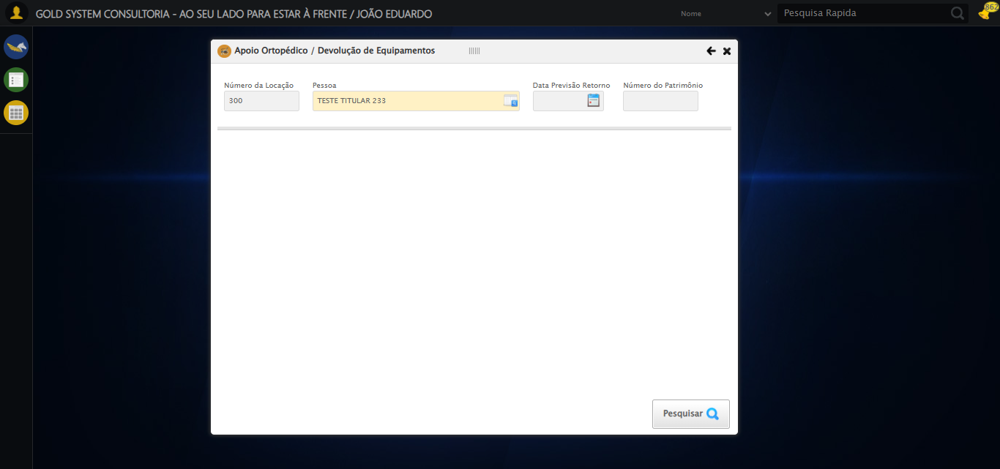 GOLD SYSTEM CONSULTORIA - AO SEU LADO PARA ESTAR À FRENTE / JOÃO EDUARDO
Nome
Pesquisa Rapida
862
Apoio Ortopédico / Devolução de Equipamentos
Número da Locação
Pessoa
Data Previsão Retorno
Número do Patrimônio
300
TESTE TITULAR 233
Pesquisar